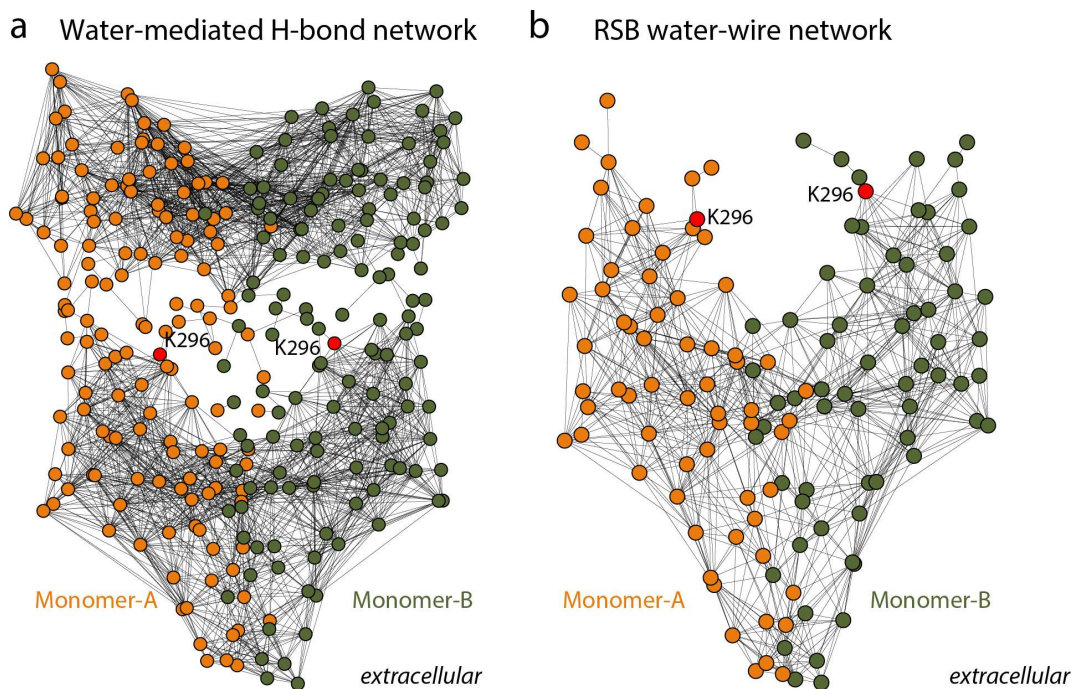 a Water-mediated H-bond network
K296
K296
Monomer-A
Monomer-B
extracellular
b RSB water-wire network
K296
K296
Monomer-A
Monomer-B
extracellular